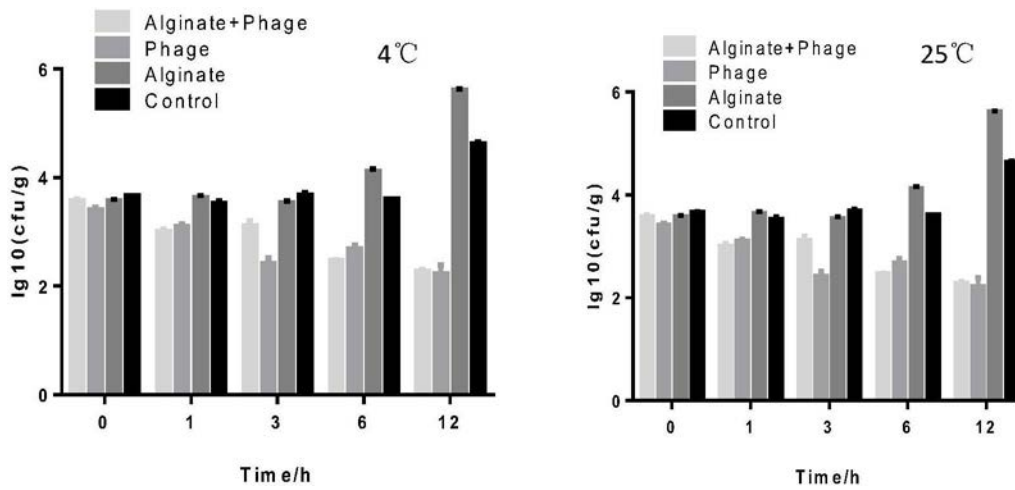 Alginate+Phage
Phage
Alginate
Control
4℃
lg10(cfu/g)
6
4
2
0
0 1 3 6 12
Time/h
Alginate+Phage
Phage
Alginate
Control
25℃
lg10(cfu/g)
6
4
2
0
0 1 3 6 12
Time/h